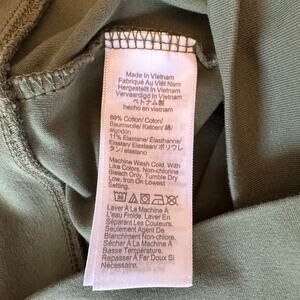 Made In Vietnam
Fabriqué Au Viêt Nam
Hergestellt In Vietnam
Vervaardigd In Vietnam
ベトナム製
hecho en vietnam
89% Cotton/ Coton/
Baumwolle/ Katoen/ 綿/
algodón
11% Elastane/ Élasthanne/
Elastan/ Elastaan/ ポリウレ
タン/ elastano
Machine Wash Cold. With
Like Colors. Non-chlorine
Bleach Only. Tumble Dry
Low. Iron On Lowest
Setting.
Laver À La Machine À
L'eau Froide. Laver En
Séparant Les Couleurs.
Seulement Agent De
Blanchiment Non-chloré.
Sécher À La Machine À
Basse Température.
Repasser À Fer Doux Si
Nécessaire.